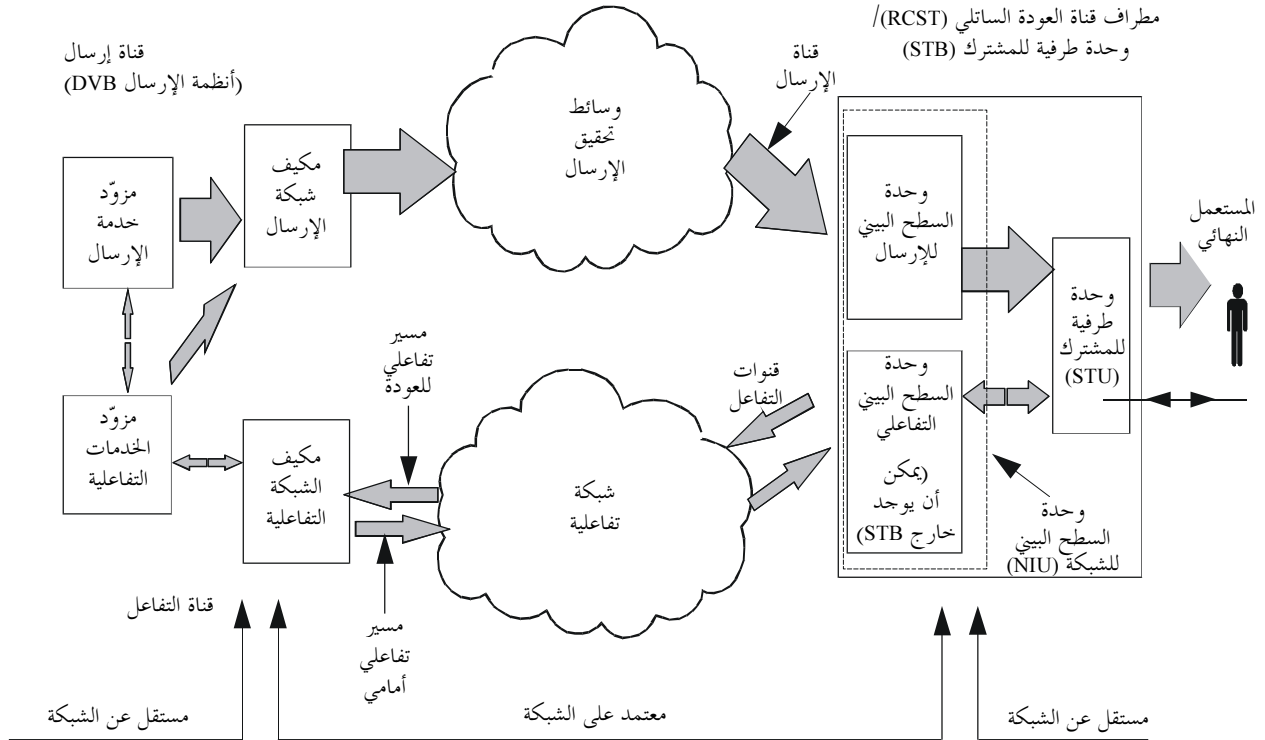 مطراف قناة العودة الساتلي (RCST)/
وحدة طرفية للمشترك (STB)
قناة إرسال
(أنظمة الإرسال DVB)
قناة
الإرسال
وسائط
تحقيق
الإرسال
مكيف
شبكة
الإرسال
مزوّد
خدمة
الإرسال
وحدة
السطح البيني
للإرسال
المستعمل
النهائي
وحدة
طرفية
للمشترك
(STU)
مسير
تفاعلي
للعودة
قنوات
التفاعل
وحدة
السطح البيني
التفاعلي
(يمكن
أن يوجد
خارج STB)
مزوّد
الخدمات
التفاعلية
مكيف
الشبكة
التفاعلية
شبكة
تفاعلية
وحدة
السطح البيني
للشبكة (NIU)
قناة التفاعل
مسير
تفاعلي
أمامي
مستقل عن الشبكة
معتمد على الشبكة
مستقل عن الشبكة